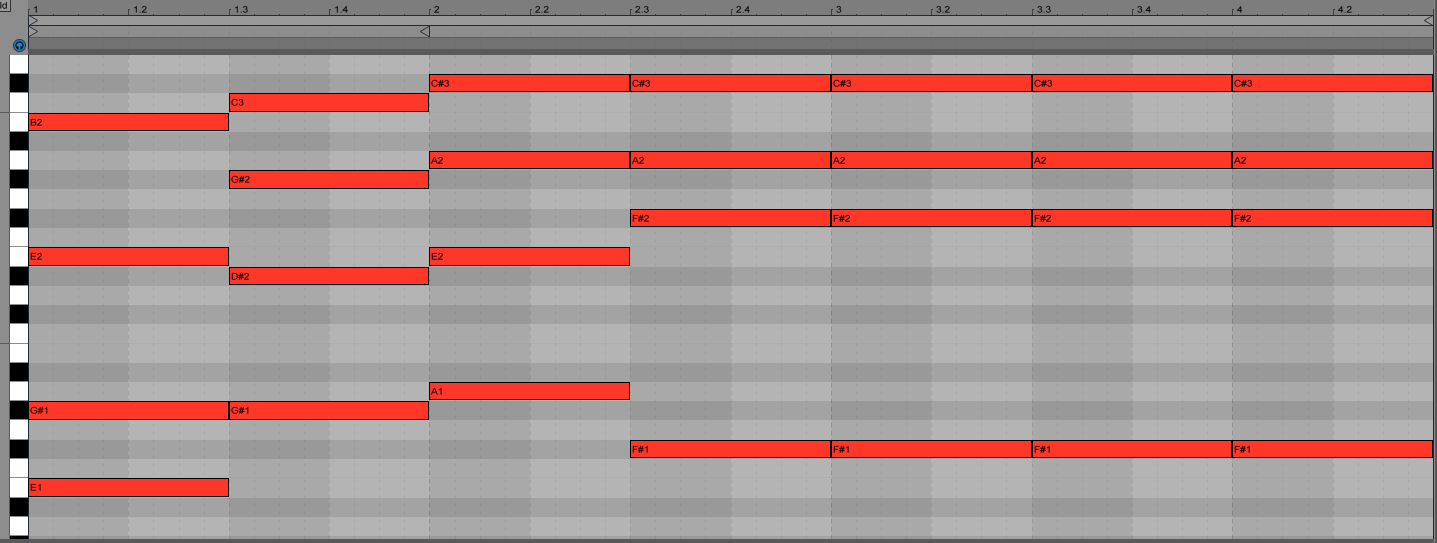 ld
1 1.2 1.3 1.4 2 2.2 2.3 2.4 3 3.2 3.3 3.4 4 4.2
C#3 C#3 C#3 C#3 C#3
C3
B2
A2 A2 A2 A2 A2
G#2
F#2 F#2 F#2 F#2
E2 E2
D#2
A1
G#1 G#1
F#1 F#1 F#1 F#1
E1